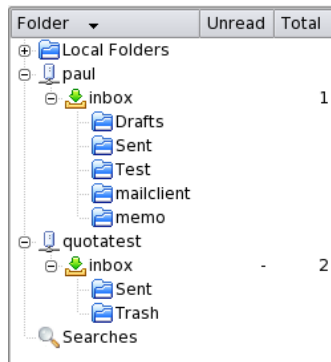 Folder Unread Total
Local Folders
paul
inbox 1
Drafts
Sent
Test
mailclient
memo
quotatest
inbox - 2
Sent
Trash
Searches